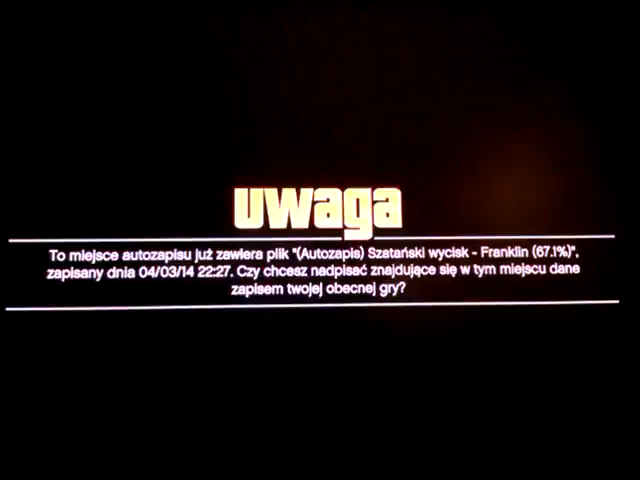 uwaga
To miejsce autozapisu już zawiera plik "(Autozapis) Szatański wycisk - Franklin (67.1%)",
zapisany dnia 04/03/14 22:27. Czy chcesz nadpisać znajdujące się w tym miejscu dane
zapisem twojej obecnej gry?